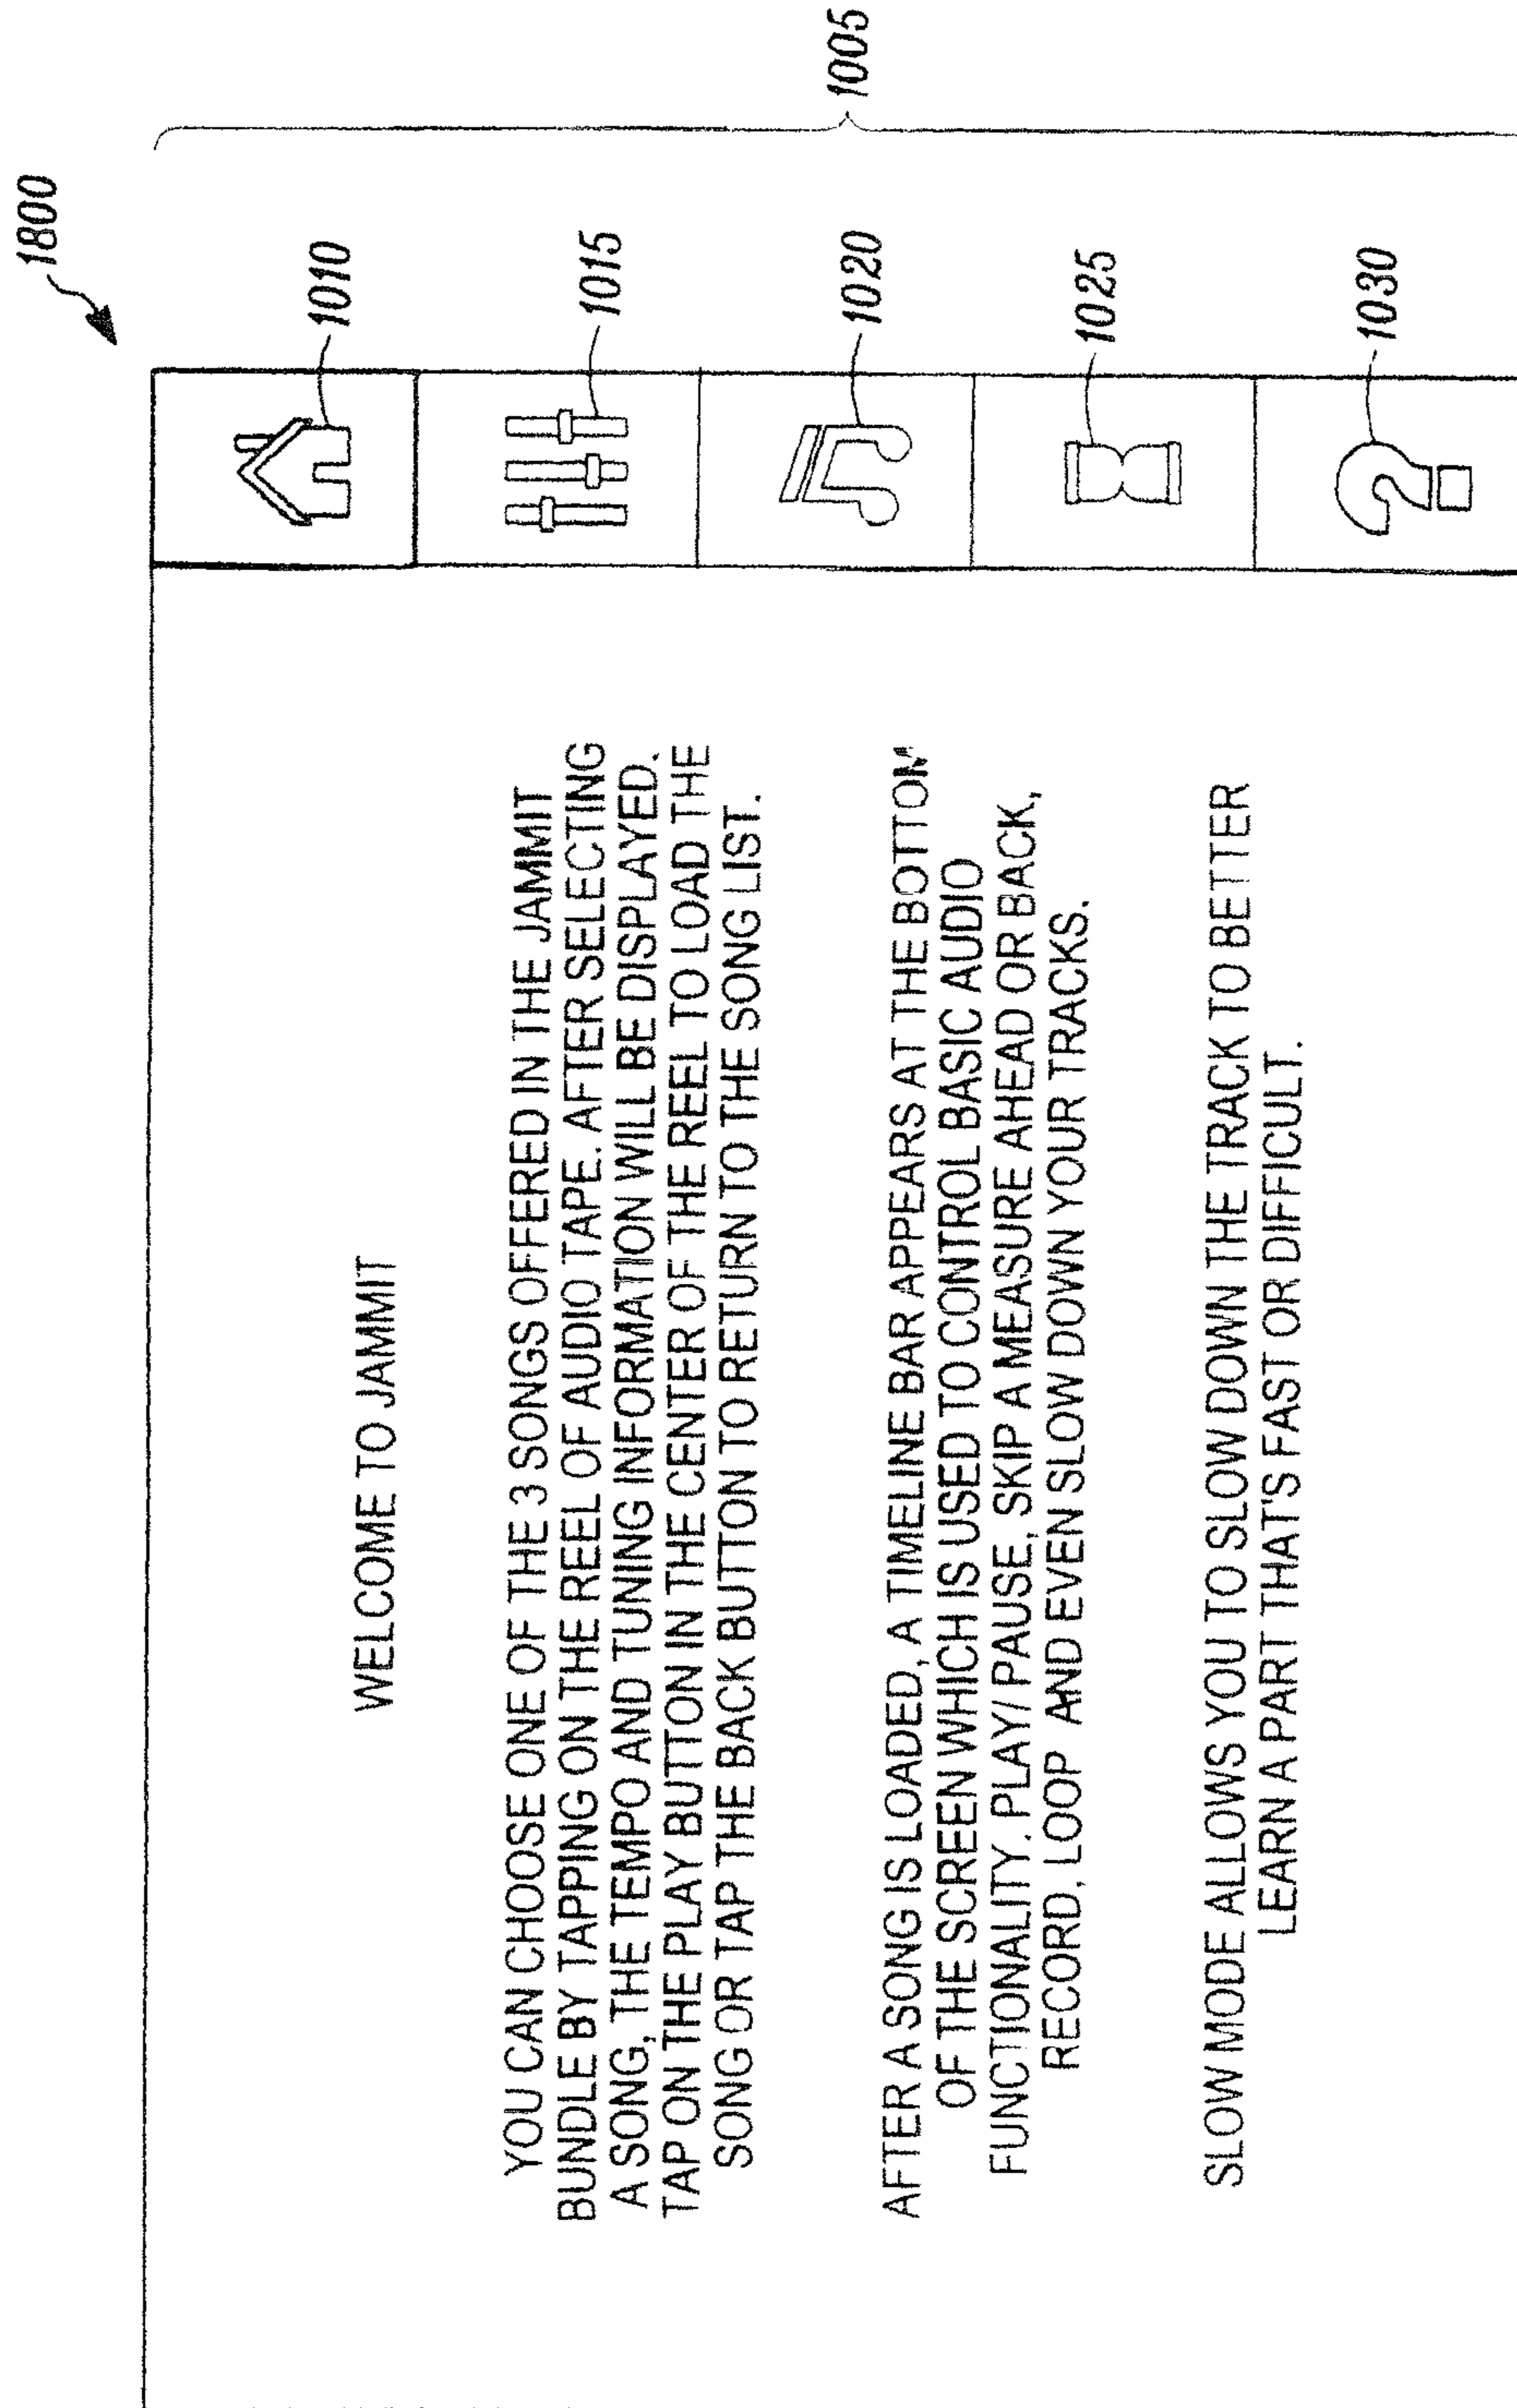 1800
1005
1010
1015
1020
1025
1030
WELCOME TO JAMMIT
YOU CAN CHOOSE ONE OF THE 3 SONGS OFFERED IN THE JAMMIT
BUNDLE BY TAPPING ON THE REEL OF AUDIO TAPE. AFTER SELECTING
A SONG, THE TEMPO AND TUNING INFORMATION WILL BE DISPLAYED.
TAP ON THE PLAY BUTTON IN THE CENTER OF THE REEL TO LOAD THE
SONG OR TAP THE BACK BUTTON TO RETURN TO THE SONG LIST.
AFTER A SONG IS LOADED, A TIMELINE BAR APPEARS AT THE BOTTOM
OF THE SCREEN WHICH IS USED TO CONTROL BASIC AUDIO
FUNCTIONALITY. PLAY/ PAUSE, SKIP A MEASURE AHEAD OR BACK,
RECORD, LOOP AND EVEN SLOW DOWN YOUR TRACKS.
SLOW MODE ALLOWS YOU TO SLOW DOWN THE TRACK TO BETTER
LEARN A PART THAT'S FAST OR DIFFICULT.